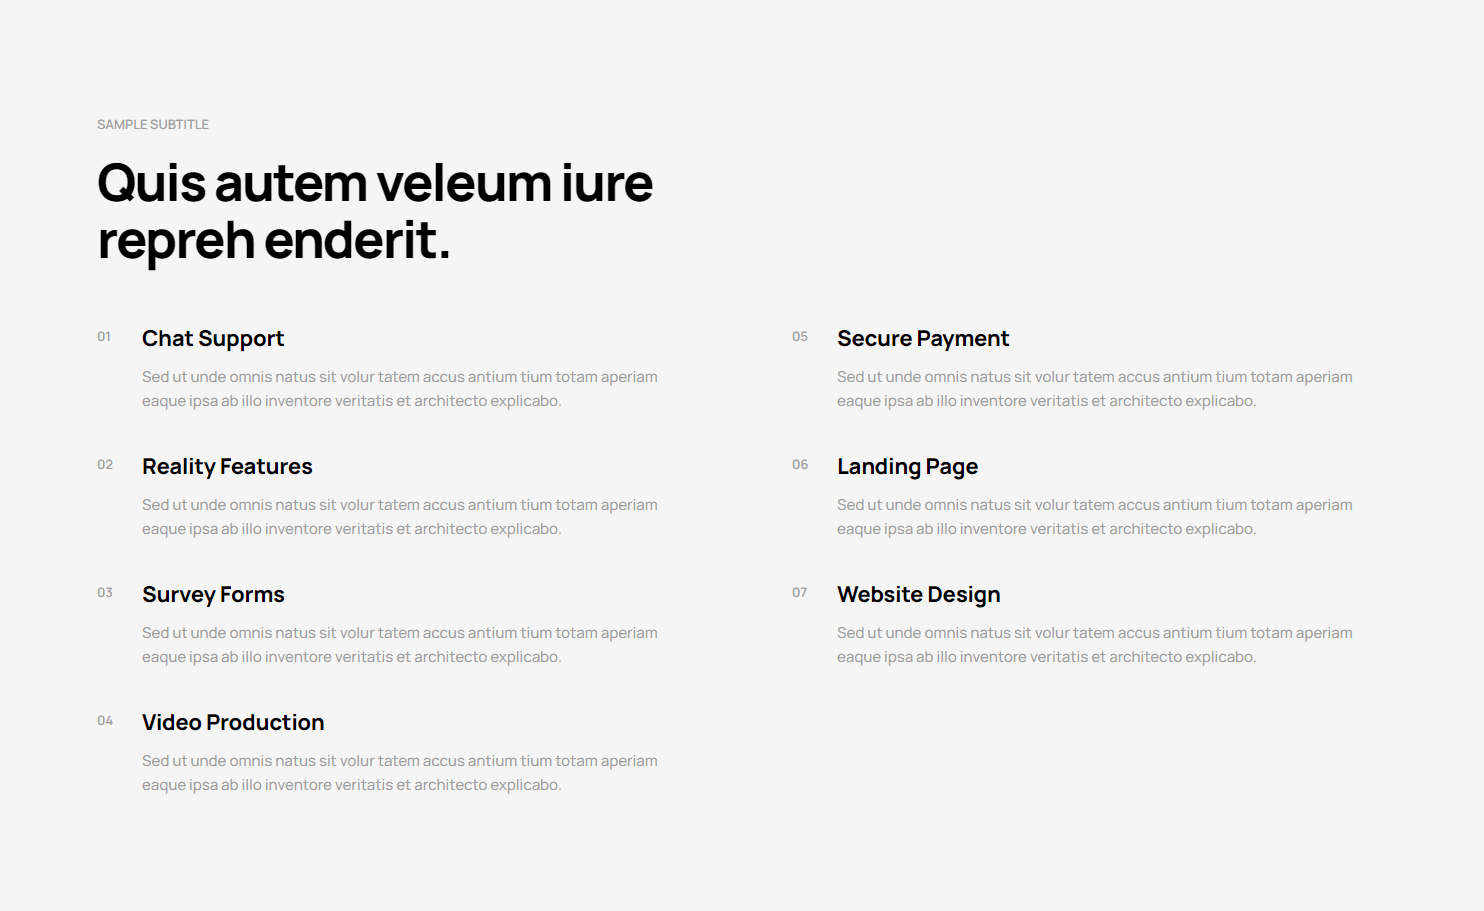 SAMPLE SUBTITLE
Quis autem veleum iure
repreh enderit.
01
Chat Support
Sed ut unde omnis natus sit volur tatem accus antium tium totam aperiam
eaque ipsa ab illo inventore veritatis et architecto explicabo.
02
Reality Features
Sed ut unde omnis natus sit volur tatem accus antium tium totam aperiam
eaque ipsa ab illo inventore veritatis et architecto explicabo.
03
Survey Forms
Sed ut unde omnis natus sit volur tatem accus antium tium totam aperiam
eaque ipsa ab illo inventore veritatis et architecto explicabo.
04
Video Production
Sed ut unde omnis natus sit volur tatem accus antium tium totam aperiam
eaque ipsa ab illo inventore veritatis et architecto explicabo.
05
Secure Payment
Sed ut unde omnis natus sit volur tatem accus antium tium totam aperiam
eaque ipsa ab illo inventore veritatis et architecto explicabo.
06
Landing Page
Sed ut unde omnis natus sit volur tatem accus antium tium totam aperiam
eaque ipsa ab illo inventore veritatis et architecto explicabo.
07
Website Design
Sed ut unde omnis natus sit volur tatem accus antium tium totam aperiam
eaque ipsa ab illo inventore veritatis et architecto explicabo.